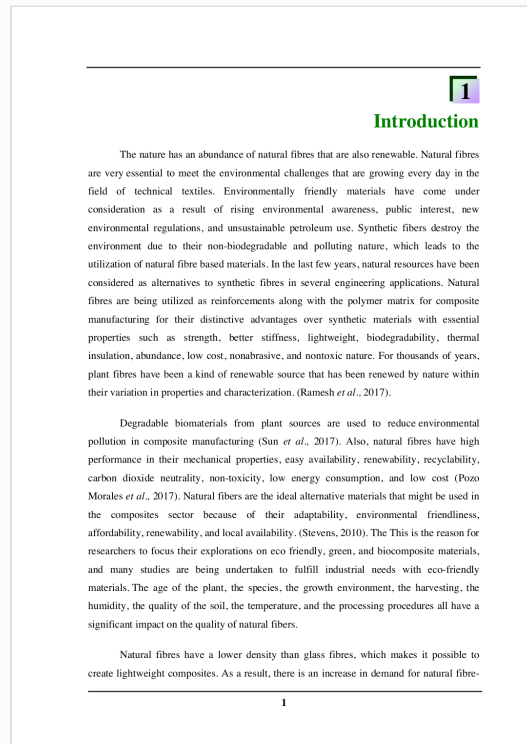 1
Introduction
The nature has an abundance of natural fibres that are also renewable. Natural fibres
are very essential to meet the environmental challenges that are growing every day in the
field of technical textiles. Environmentally friendly materials have come under
consideration as a result of rising environmental awareness, public interest, new
environmental regulations, and unsustainable petroleum use. Synthetic fibers destroy the
environment due to their non-biodegradable and polluting nature, which leads to the
utilization of natural fibre based materials. In the last few years, natural resources have been
considered as alternatives to synthetic fibres in several engineering applications. Natural
fibres are being utilized as reinforcements along with the polymer matrix for composite
manufacturing for their distinctive advantages over synthetic materials with essential
properties such as strength, better stiffness, lightweight, biodegradability, thermal
insulation, abundance, low cost, nonabrasive, and nontoxic nature. For thousands of years,
plant fibres have been a kind of renewable source that has been renewed by nature within
their variation in properties and characterization. (Ramesh et al., 2017).
Degradable biomaterials from plant sources are used to reduce environmental
pollution in composite manufacturing (Sun et al., 2017). Also, natural fibres have high
performance in their mechanical properties, easy availability, renewability, recyclability,
carbon dioxide neutrality, non-toxicity, low energy consumption, and low cost (Pozo
Morales et al., 2017). Natural fibers are the ideal alternative materials that might be used in
the composites sector because of their adaptability, environmental friendliness,
affordability, renewability, and local availability. (Stevens, 2010). The This is the reason for
researchers to focus their explorations on eco friendly, green, and biocomposite materials,
and many studies are being undertaken to fulfill industrial needs with eco-friendly
materials. The age of the plant, the species, the growth environment, the harvesting, the
humidity, the quality of the soil, the temperature, and the processing procedures all have a
significant impact on the quality of natural fibers.
Natural fibres have a lower density than glass fibres, which makes it possible to
create lightweight composites. As a result, there is an increase in demand for natural fibre-
1